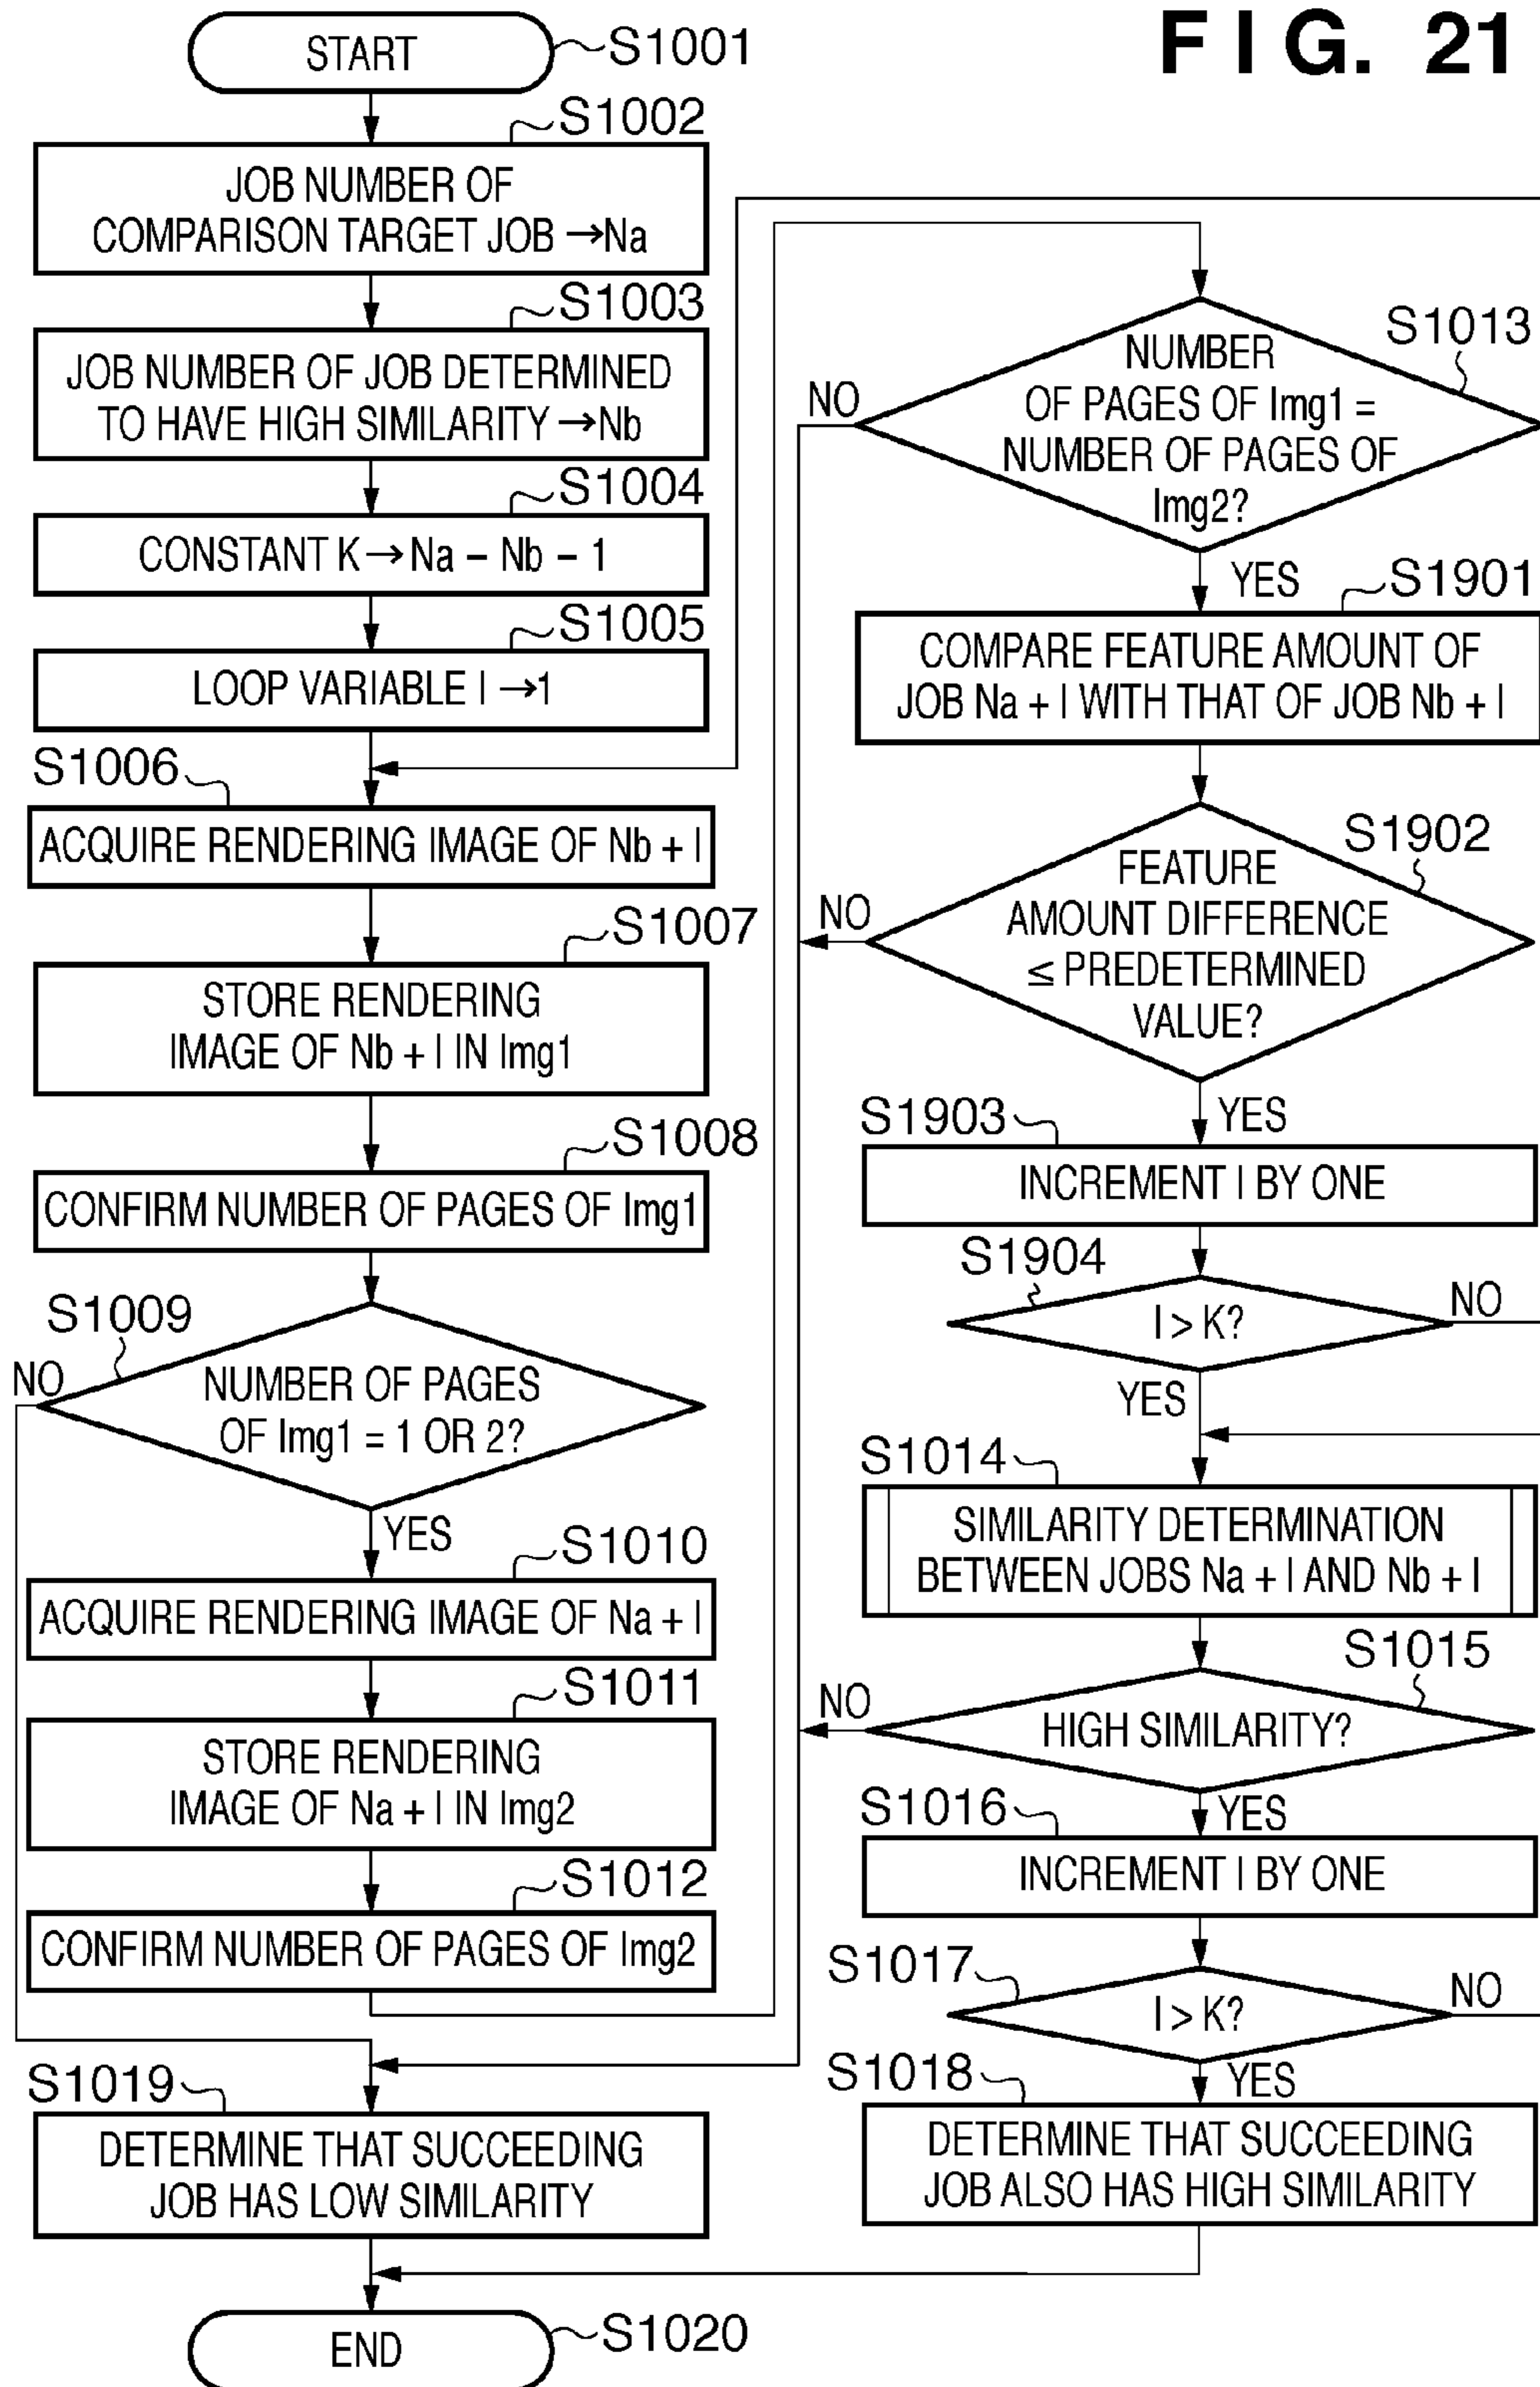 FIG. 21
START
S1001
S1002
JOB NUMBER OF
COMPARISON TARGET JOB →Na
S1003
JOB NUMBER OF JOB DETERMINED
TO HAVE HIGH SIMILARITY →Nb
S1004
CONSTANT K→Na – Nb – 1
S1005
LOOP VARIABLE I →1
S1006
ACQUIRE RENDERING IMAGE OF Nb + I
S1007
STORE RENDERING
IMAGE OF Nb + I IN Img1
S1008
CONFIRM NUMBER OF PAGES OF Img1
S1009
NO
NUMBER OF PAGES
OF Img1 = 1 OR 2?
YES
S1010
ACQUIRE RENDERING IMAGE OF Na + I
S1011
STORE RENDERING
IMAGE OF Na + I IN Img2
S1012
CONFIRM NUMBER OF PAGES OF Img2
S1019
DETERMINE THAT SUCCEEDING
JOB HAS LOW SIMILARITY
END
S1020
S1013
NO
NUMBER
OF PAGES OF Img1 =
NUMBER OF PAGES OF
Img2?
YES
S1901
COMPARE FEATURE AMOUNT OF
JOB Na + I WITH THAT OF JOB Nb + I
S1902
NO
FEATURE
AMOUNT DIFFERENCE
≤ PREDETERMINED
VALUE?
YES
S1903
INCREMENT I BY ONE
S1904
I > K?
NO
YES
S1014
SIMILARITY DETERMINATION
BETWEEN JOBS Na + I AND Nb + I
S1015
NO
HIGH SIMILARITY?
YES
S1016
INCREMENT I BY ONE
S1017
I > K?
NO
YES
S1018
DETERMINE THAT SUCCEEDING
JOB ALSO HAS HIGH SIMILARITY